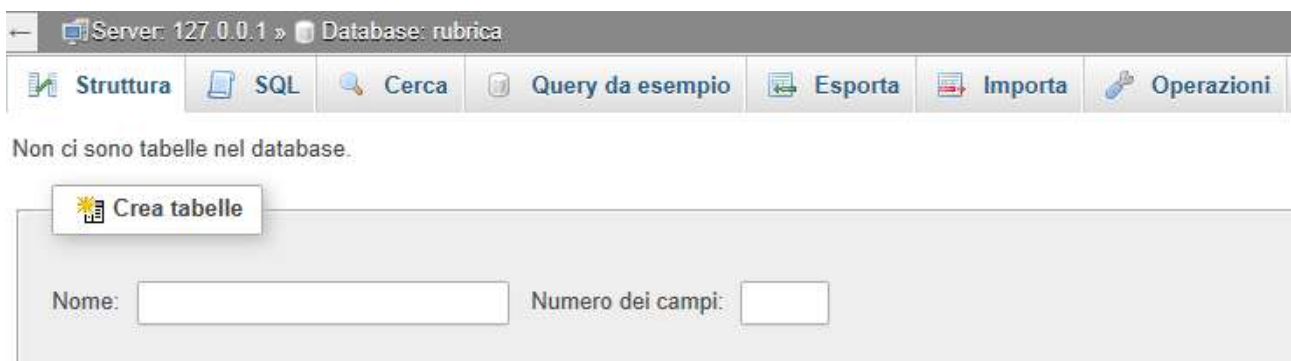 ← Server: 127.0.0.1 » Database: rubrica
Struttura SQL Cerca Query da esempio Esporta Importa Operazioni
Non ci sono tabelle nel database.
Crea tabelle
Nome: Numero dei campi: